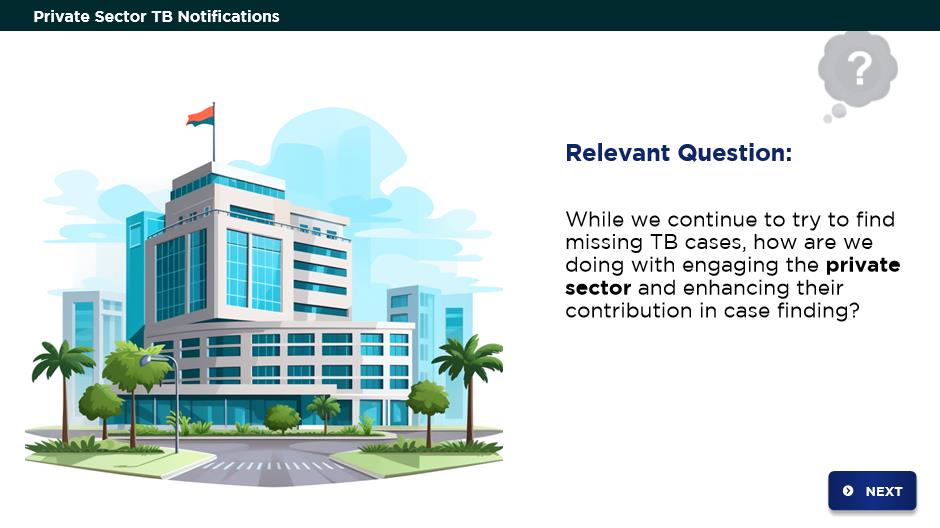 Private Sector TB Notifications
?
Relevant Question:
While we continue to try to find
missing TB cases, how are we
doing with engaging the private
sector and enhancing their
contribution in case finding?
NEXT